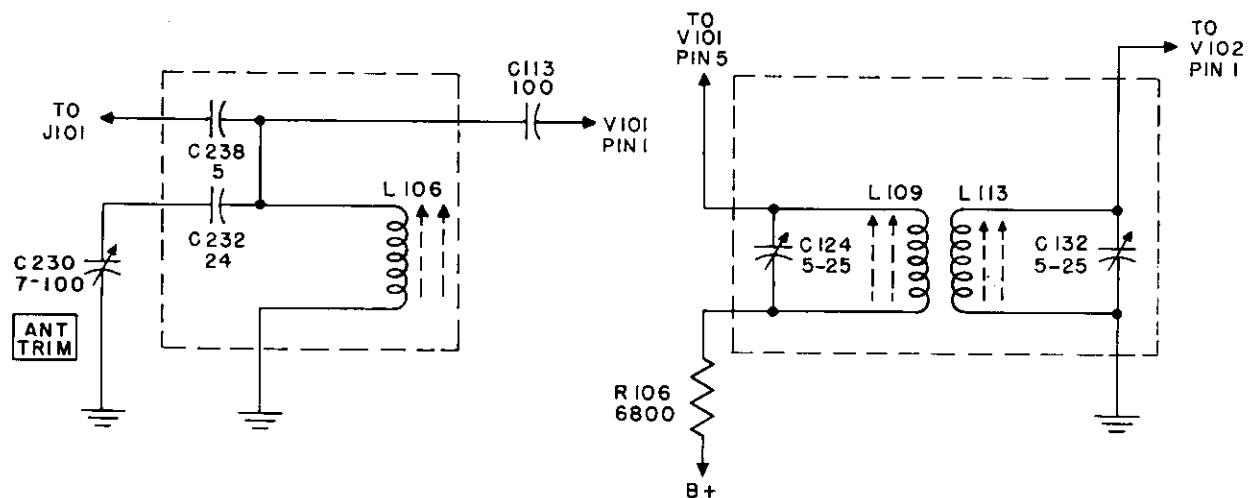 TO
J101
C238
5
C232
24
C230
7-100
ANT
TRIM
L106
C113
100
V101
PIN 1
TO
V101
PIN 5
TO
V102
PIN 1
L109
L113
C124
5-25
C132
5-25
R106
6800
B+